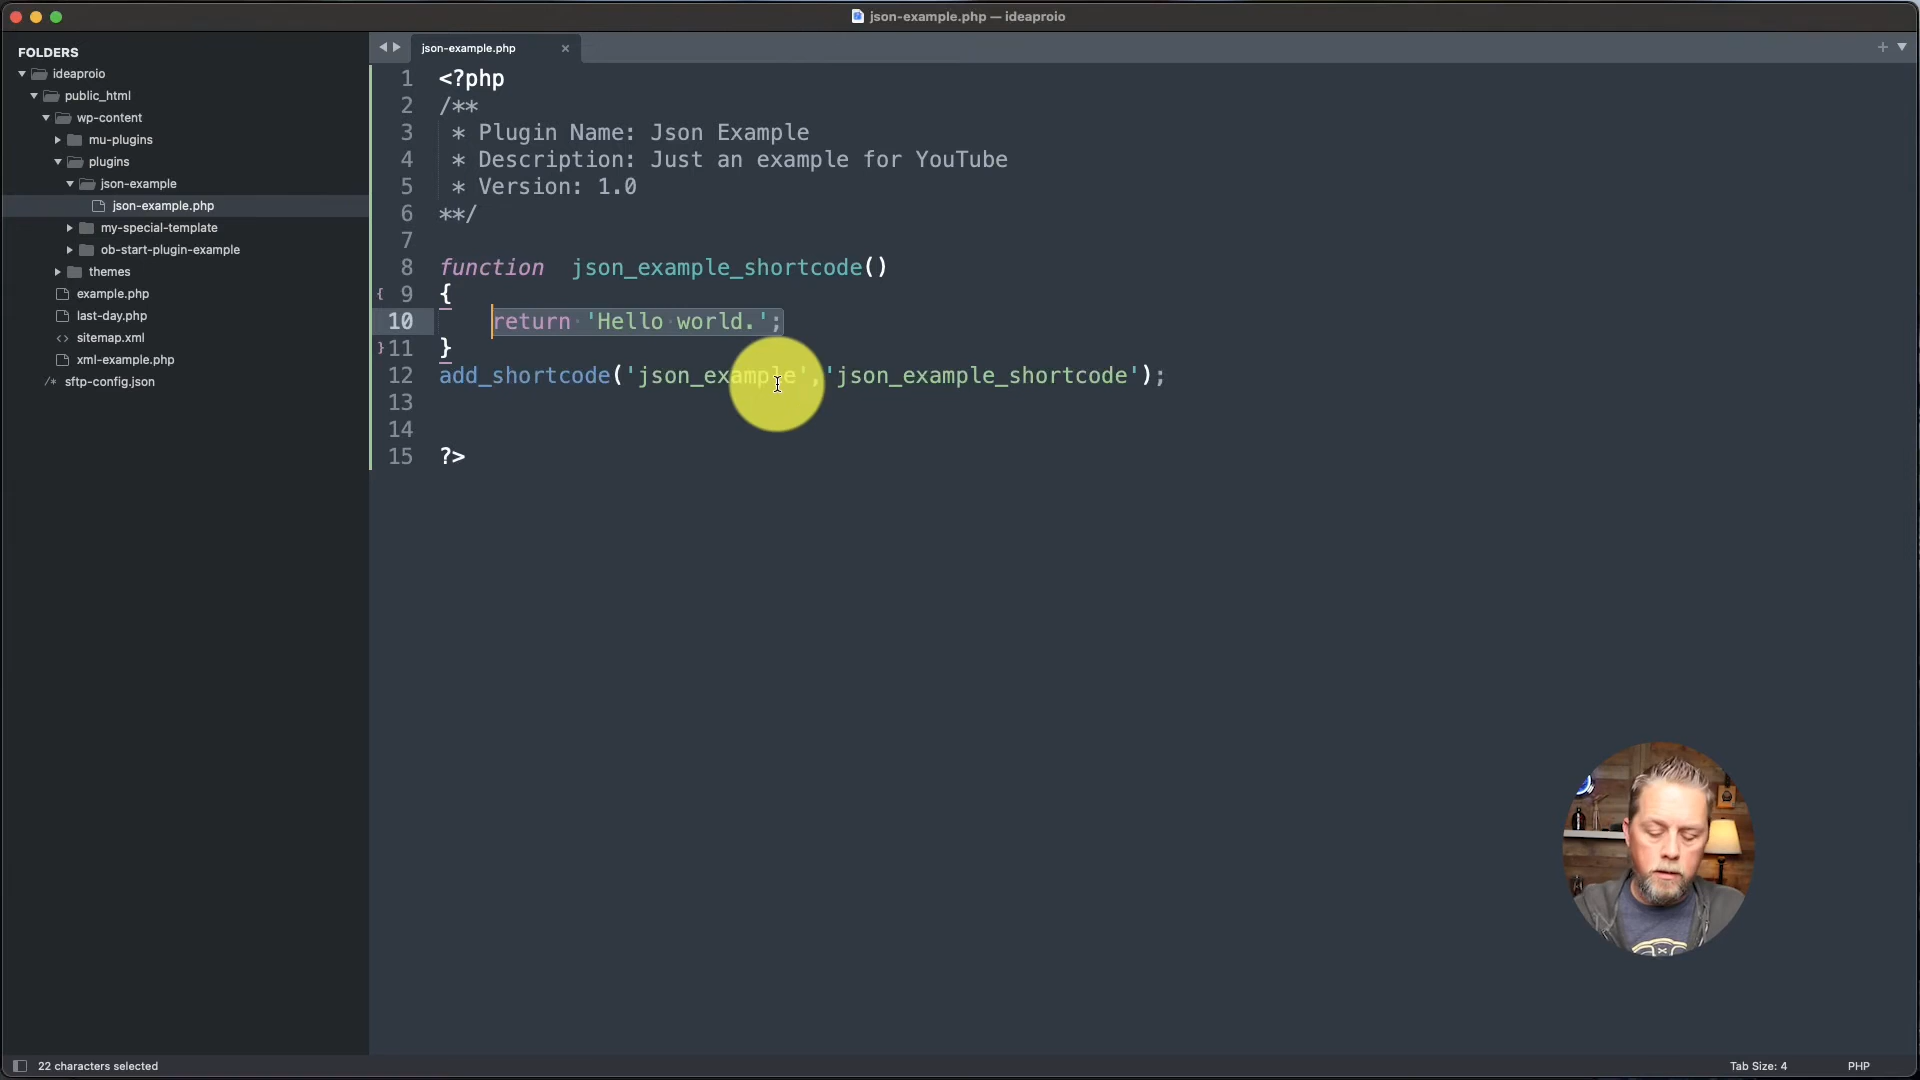 json-example.php — ideaproio
FOLDERS
ideaproio
public_html
wp-content
mu-plugins
plugins
json-example
json-example.php
my-special-template
ob-start-plugin-example
themes
example.php
last-day.php
sitemap.xml
xml-example.php
sftp-config.json
json-example.php
1 <?php
2 /**
3 * Plugin Name: Json Example
4 * Description: Just an example for YouTube
5 * Version: 1.0
6 **/
7
8 function json_example_shortcode()
9 {
10 return 'Hello world.';
11 }
12 add_shortcode('json_example','json_example_shortcode');
13
14
15 ?>
22 characters selected
Tab Size: 4
PHP